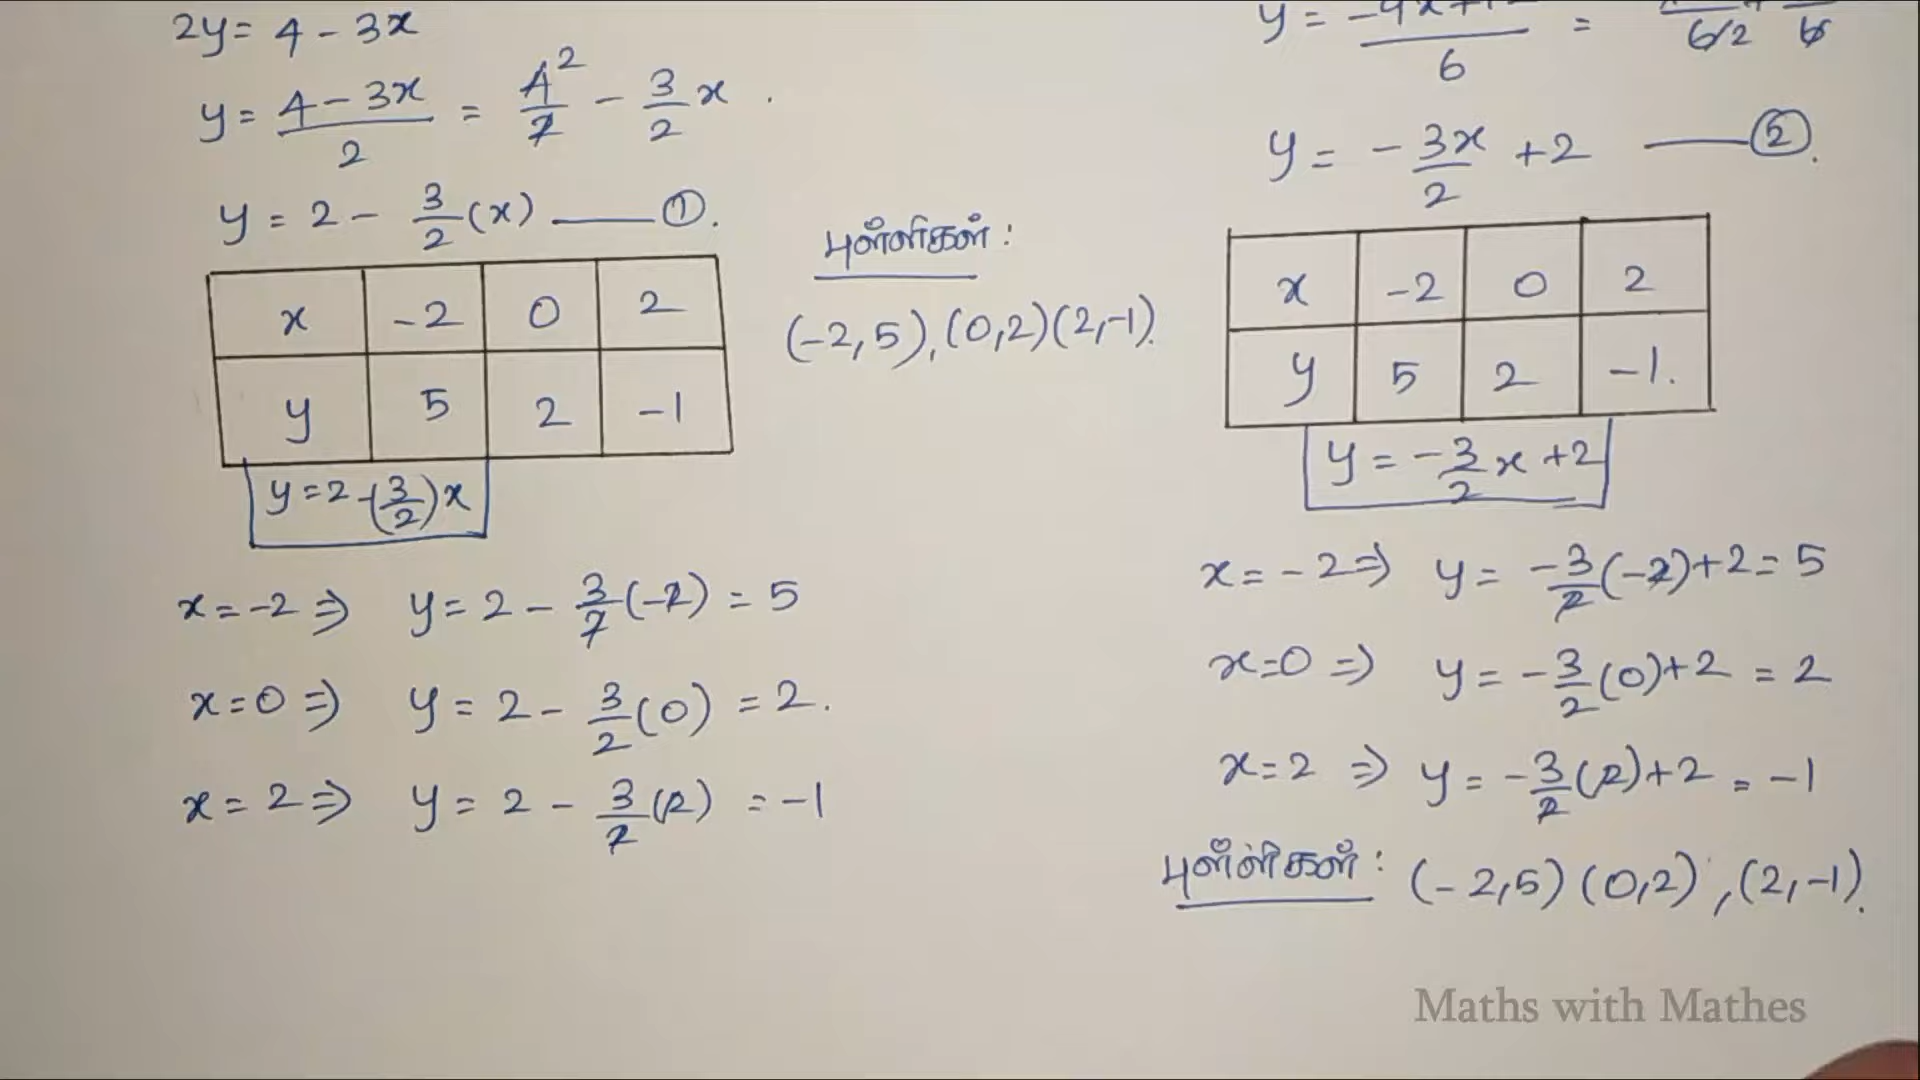 2y = 4 - 3x
y = (4 - 3x)/2 = 4/2 2 - 3/2 x .
y = 2 - 3/2 (x) —— ①.
x | -2 | 0 | 2
y | 5 | 2 | -1
y = 2 - (3/2) x
x = -2 ⇒ y = 2 - 3/2 (-2) = 5
x = 0 ⇒ y = 2 - 3/2 (0) = 2.
x = 2 ⇒ y = 2 - 3/2 (2) = -1
புள்ளிகள் :
(-2,5), (0,2) (2,-1).
6/2 6
6
y = - 3x/2 + 2 —— ②.
x | -2 | 0 | 2
y | 5 | 2 | -1.
y = - 3/2 x + 2
x = -2 ⇒ y = -3/2 (-2) + 2 = 5
x = 0 ⇒ y = - 3/2 (0) + 2 = 2
x = 2 ⇒ y = - 3/2 (2) + 2 = -1
புள்ளிகள் : (-2,5) (0,2) , (2,-1).
Maths with Mathes